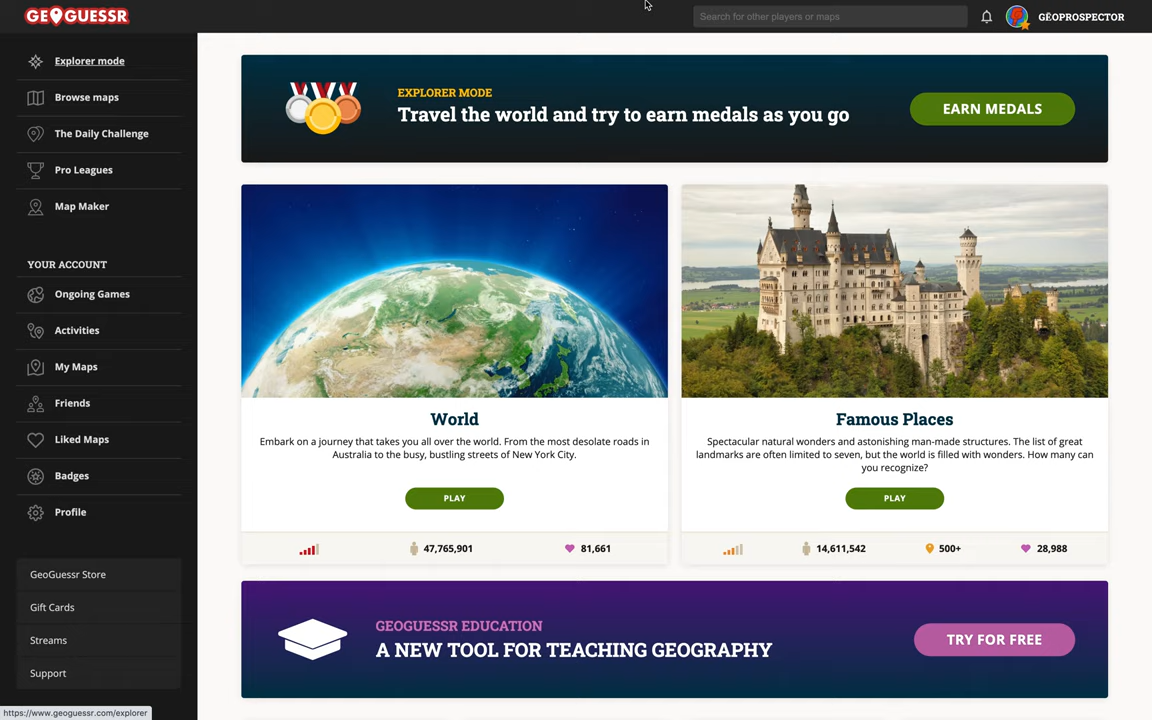 GEOGUESSR
Search for other players or maps
GËOPROSPECTOR
Explorer mode
Browse maps
The Daily Challenge
Pro Leagues
Map Maker
YOUR ACCOUNT
Ongoing Games
Activities
My Maps
Friends
Liked Maps
Badges
Profile
GeoGuessr Store
Gift Cards
Streams
Support
https://www.geoguessr.com/explorer
EXPLORER MODE
Travel the world and try to earn medals as you go
EARN MEDALS
World
Embark on a journey that takes you all over the world. From the most desolate roads in
Australia to the busy, bustling streets of New York City.
PLAY
47,765,901
81,661
Famous Places
Spectacular natural wonders and astonishing man-made structures. The list of great
landmarks are often limited to seven, but the world is filled with wonders. How many can
you recognize?
PLAY
14,611,542
500+
28,988
GEOGUESSR EDUCATION
A NEW TOOL FOR TEACHING GEOGRAPHY
TRY FOR FREE